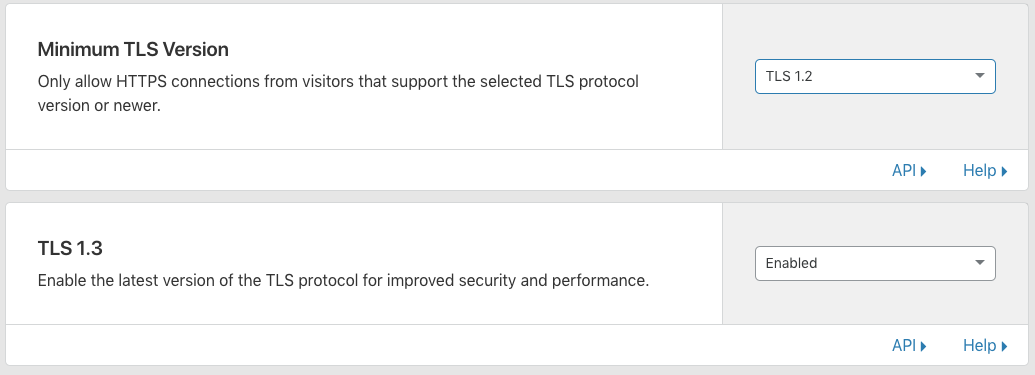 Minimum TLS Version
Only allow HTTPS connections from visitors that support the selected TLS protocol
version or newer.
TLS 1.2
API Help
TLS 1.3
Enable the latest version of the TLS protocol for improved security and performance.
Enabled
API Help